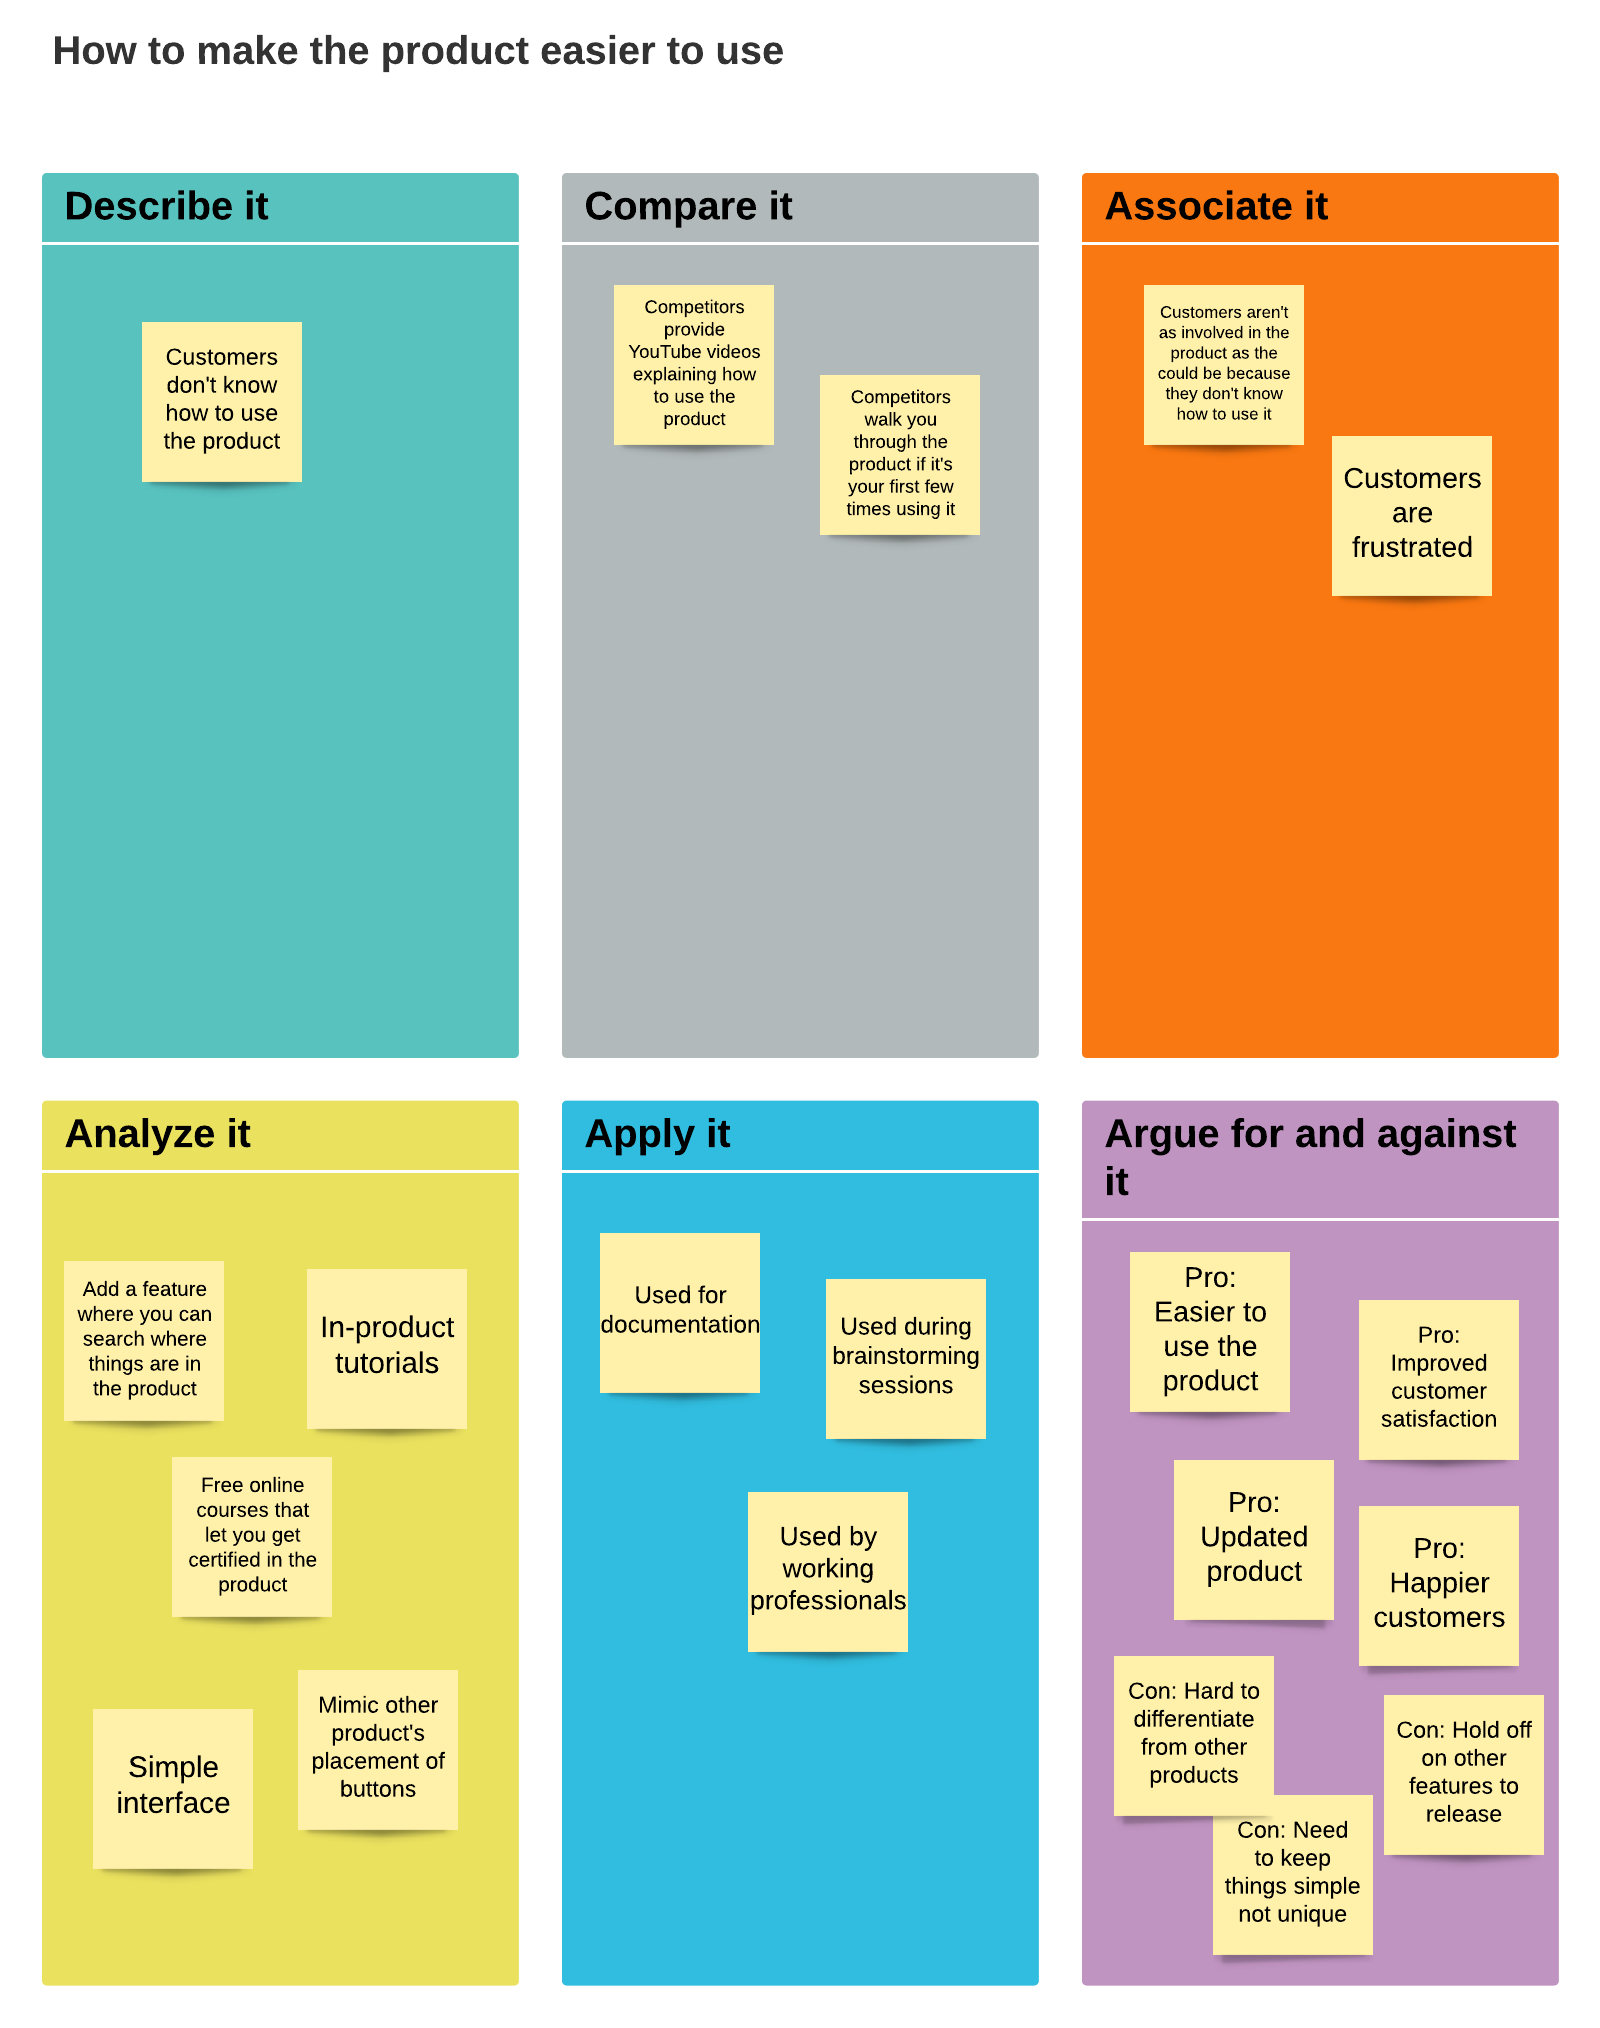 How to make the product easier to use
Describe it
Customers
don't know
how to use
the product
Compare it
Competitors
provide
YouTube videos
explaining how
to use the
product
Competitors
walk you
through the
product if it's
your first few
times using it
Associate it
Customers aren't
as involved in the
product as the
could be because
they don't know
how to use it
Customers
are
frustrated
Analyze it
Add a feature
where you can
search where
things are in
the product
In-product
tutorials
Free online
courses that
let you get
certified in the
product
Simple
interface
Mimic other
product's
placement of
buttons
Apply it
Used for
documentation
Used during
brainstorming
sessions
Used by
working
professionals
Argue for and against
it
Pro:
Easier to
use the
product
Pro:
Improved
customer
satisfaction
Pro:
Updated
product
Pro:
Happier
customers
Con: Hard to
differentiate
from other
products
Con: Hold off
on other
features to
release
Con: Need
to keep
things simple
not unique